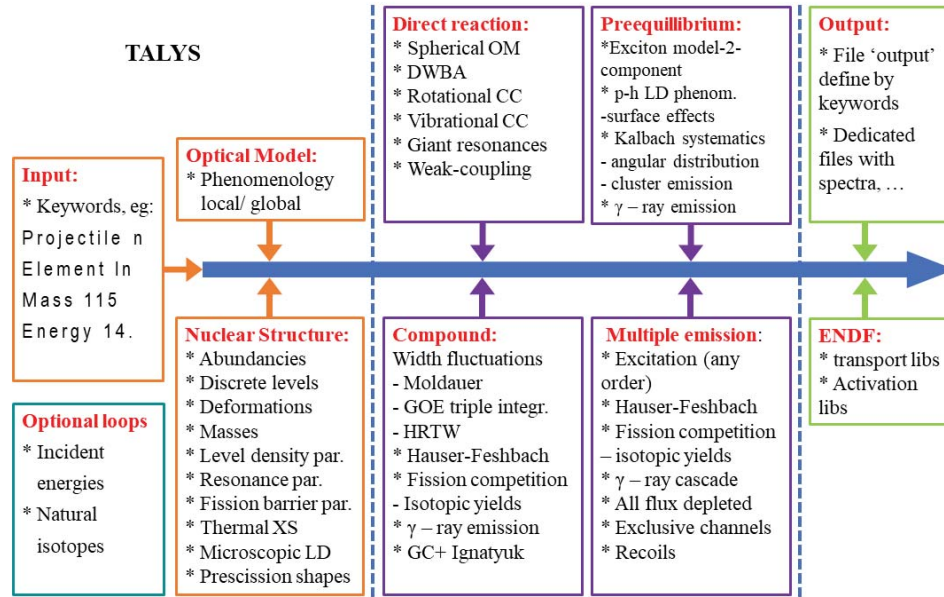 TALYS
Input:
* Keywords, eg:
Projectile n
Element In
Mass 115
Energy 14.
Optional loops
* Incident
energies
* Natural
isotopes
Optical Model:
* Phenomenology
local/ global
Nuclear Structure:
* Abundancies
* Discrete levels
* Deformations
* Masses
* Level density par.
* Resonance par.
* Fission barrier par.
* Thermal XS
* Microscopic LD
* Prescission shapes
Direct reaction:
* Spherical OM
* DWBA
* Rotational CC
* Vibrational CC
* Giant resonances
* Weak-coupling
Compound:
Width fluctuations
- Moldauer
- GOE triple integr.
- HRTW
* Hauser-Feshbach
* Fission competition
- Isotopic yields
* γ – ray emission
* GC+ Ignatyuk
Preequilibrium:
*Exciton model-2-
component
* p-h LD phenom.
-surface effects
* Kalbach systematics
- angular distribution
- cluster emission
* γ – ray emission
Multiple emission:
* Excitation (any
order)
* Hauser-Feshbach
* Fission competition
– isotopic yields
* γ – ray cascade
* All flux depleted
* Exclusive channels
* Recoils
Output:
* File ‘output’
define by
keywords
* Dedicated
files with
spectra, …
ENDF:
* transport libs
* Activation
libs